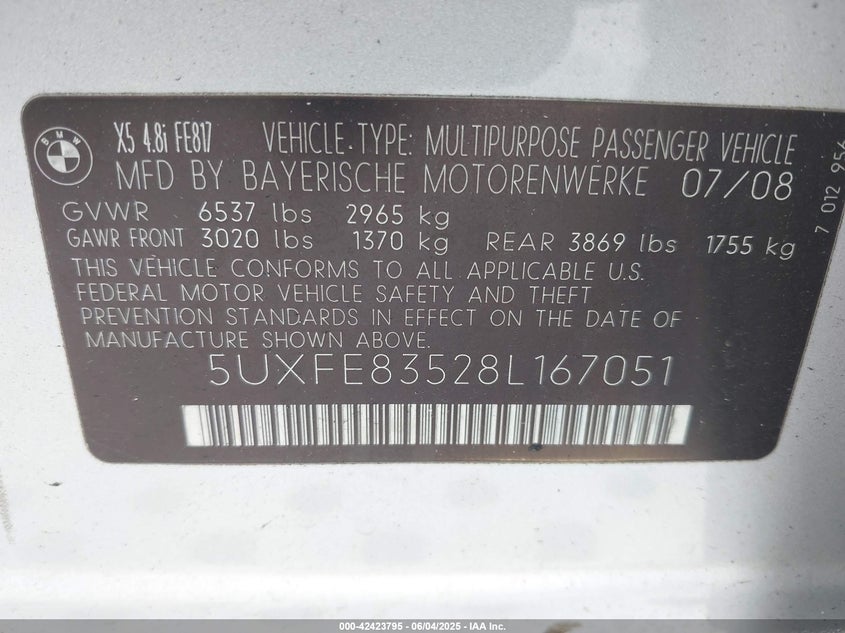 BMW
X5 4.8i FE817 VEHICLE TYPE: MULTIPURPOSE PASSENGER VEHICLE
MFD BY BAYERISCHE MOTORENWERKE 07/08
GVWR 6537 lbs 2965 kg
GAWR FRONT 3020 lbs 1370 kg REAR 3869 lbs 1755 kg
THIS VEHICLE CONFORMS TO ALL APPLICABLE U.S.
FEDERAL MOTOR VEHICLE SAFETY AND THEFT
PREVENTION STANDARDS IN EFFECT ON THE DATE OF
MANUFACTURE SHOWN ABOVE.
5UXFE83528L167051
7 012 956
000-42423795 - 06/04/2025 - IAA Inc.